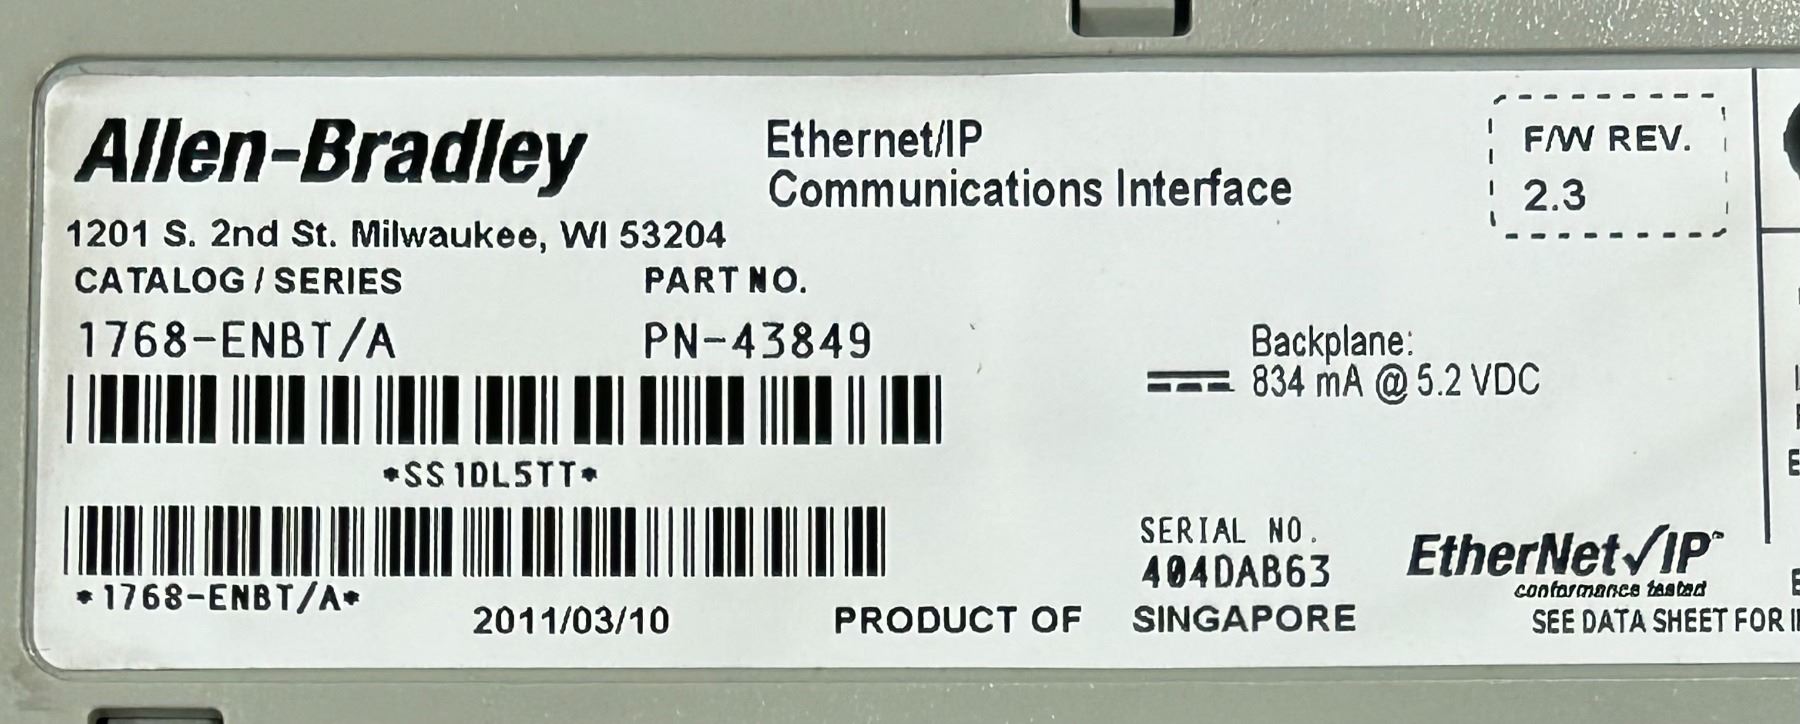 Allen-Bradley
1201 S. 2nd St. Milwaukee, WI 53204
Ethernet/IP
Communications Interface
F/W REV.
2.3
CATALOG / SERIES
PART NO.
1768-ENBT/A
PN-43849
Backplane:
834 mA @ 5.2 VDC
*SS1DL5TT*
*1768-ENBT/A*
2011/03/10
SERIAL NO.
404DAB63
PRODUCT OF SINGAPORE
EtherNet/IP™
conformance tested
SEE DATA SHEET FOR